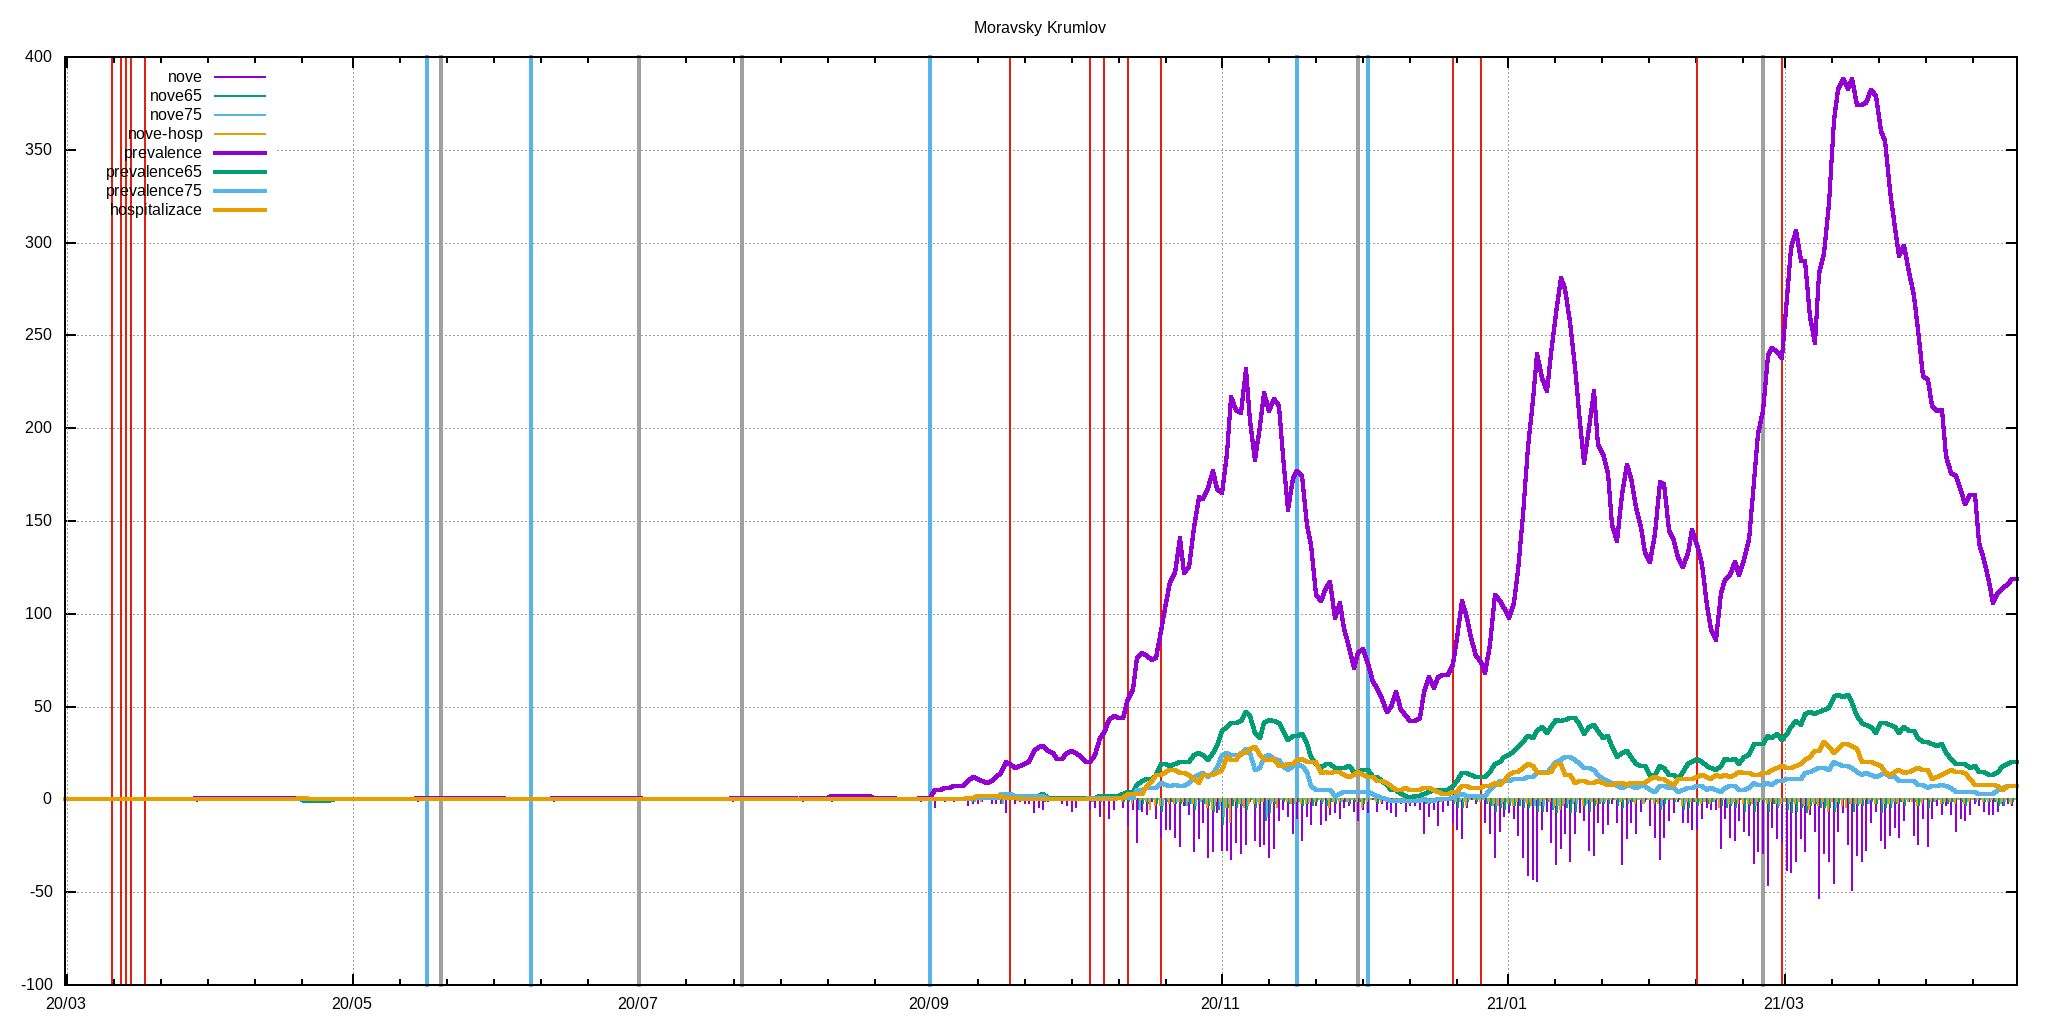 Moravsky Krumlov
400
350
300
250
200
150
100
50
0
-50
-100
nove
nove65
nove75
nove-hosp
prevalence
prevalence65
prevalence75
hospitalizace
20/03
20/05
20/07
20/09
20/11
21/01
21/03